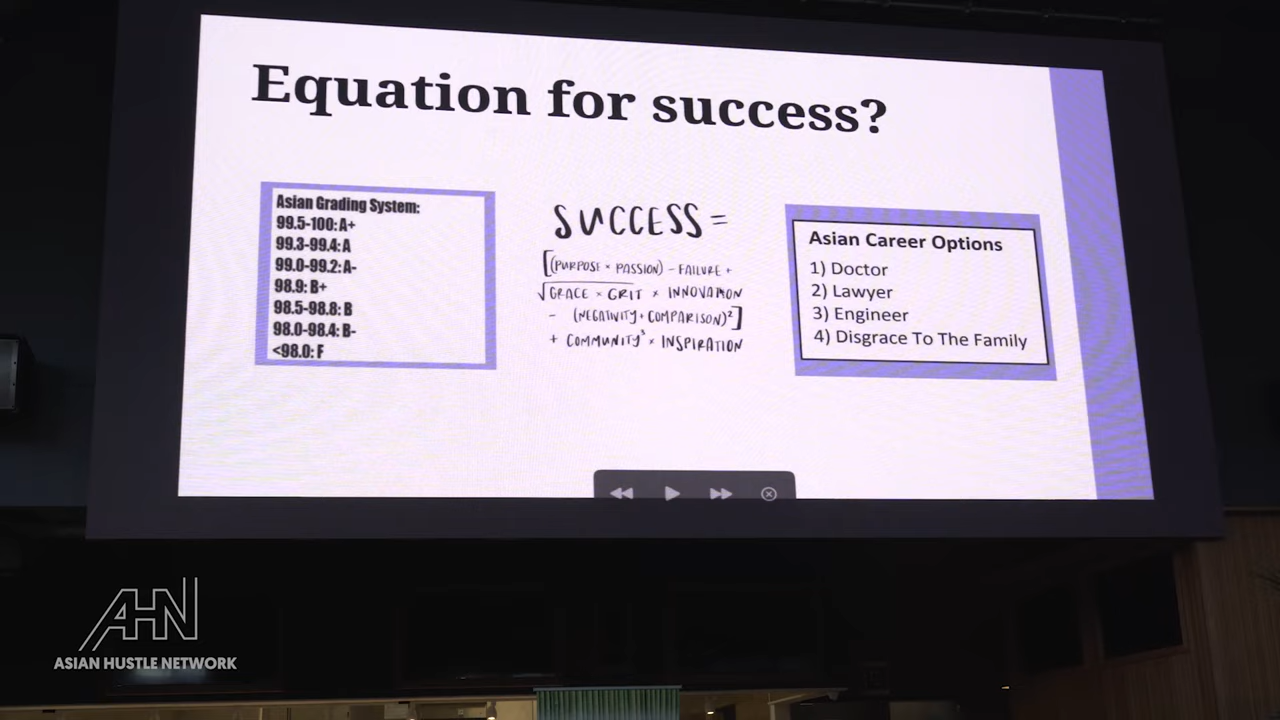 Equation for success?
Asian Grading System:
99.5-100: A+
99.3-99.4: A
99.0-99.2: A-
98.9: B+
98.5-98.8: B
98.0-98.4: B-
<98.0: F
SUCCESS =
[(PURPOSE × PASSION) - FAILURE +
√GRACE × GRIT × INNOVATION
- (NEGATIVITY + COMPARISON)²]
+ COMMUNITY³ × INSPIRATION
Asian Career Options
1) Doctor
2) Lawyer
3) Engineer
4) Disgrace To The Family
AHN
ASIAN HUSTLE NETWORK